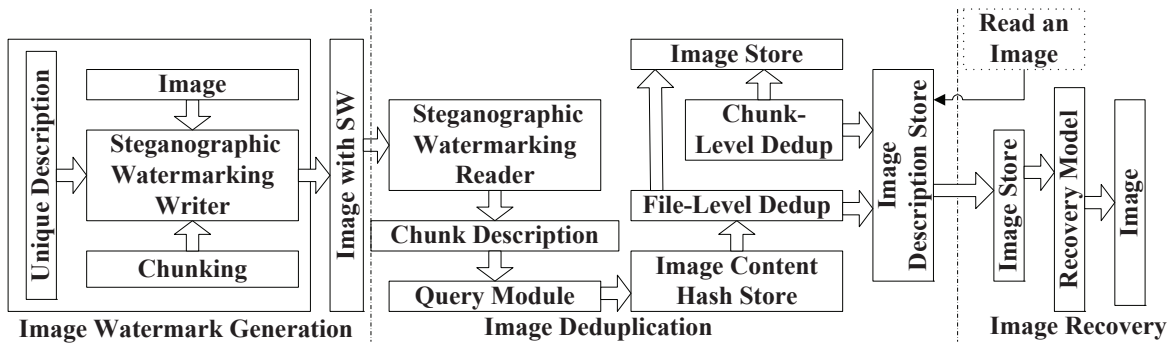 Unique Description
Image
Steganographic
Watermarking
Writer
Chunking
Image Watermark Generation
Image with SW
Steganographic
Watermarking
Reader
Chunk Description
Query Module
Image Store
Chunk-
Level Dedup
File-Level Dedup
Image Content
Hash Store
Image Deduplication
Image
Description Store
Read an
Image
Image Store
Recovery Model
Image
Image Recovery